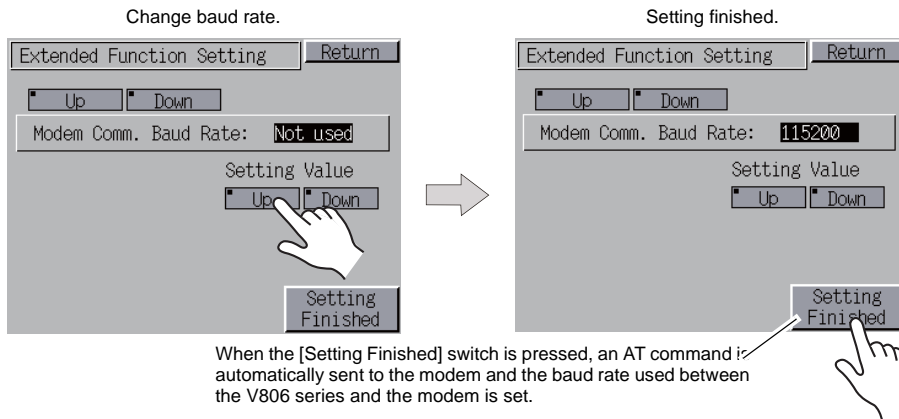 Change baud rate.
Setting finished.
Extended Function Setting
Return
Up
Down
Modem Comm. Baud Rate: Not used
Setting Value
Up
Down
Setting
Finished
Extended Function Setting
Return
Up
Down
Modem Comm. Baud Rate: 115200
Setting Value
Up
Down
Setting
Finished
When the [Setting Finished] switch is pressed, an AT command is
automatically sent to the modem and the baud rate used between
the V806 series and the modem is set.